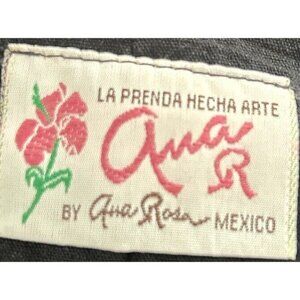 LA PRENDA HECHA ARTE
Ana
R
BY Ana Rosa MEXICO